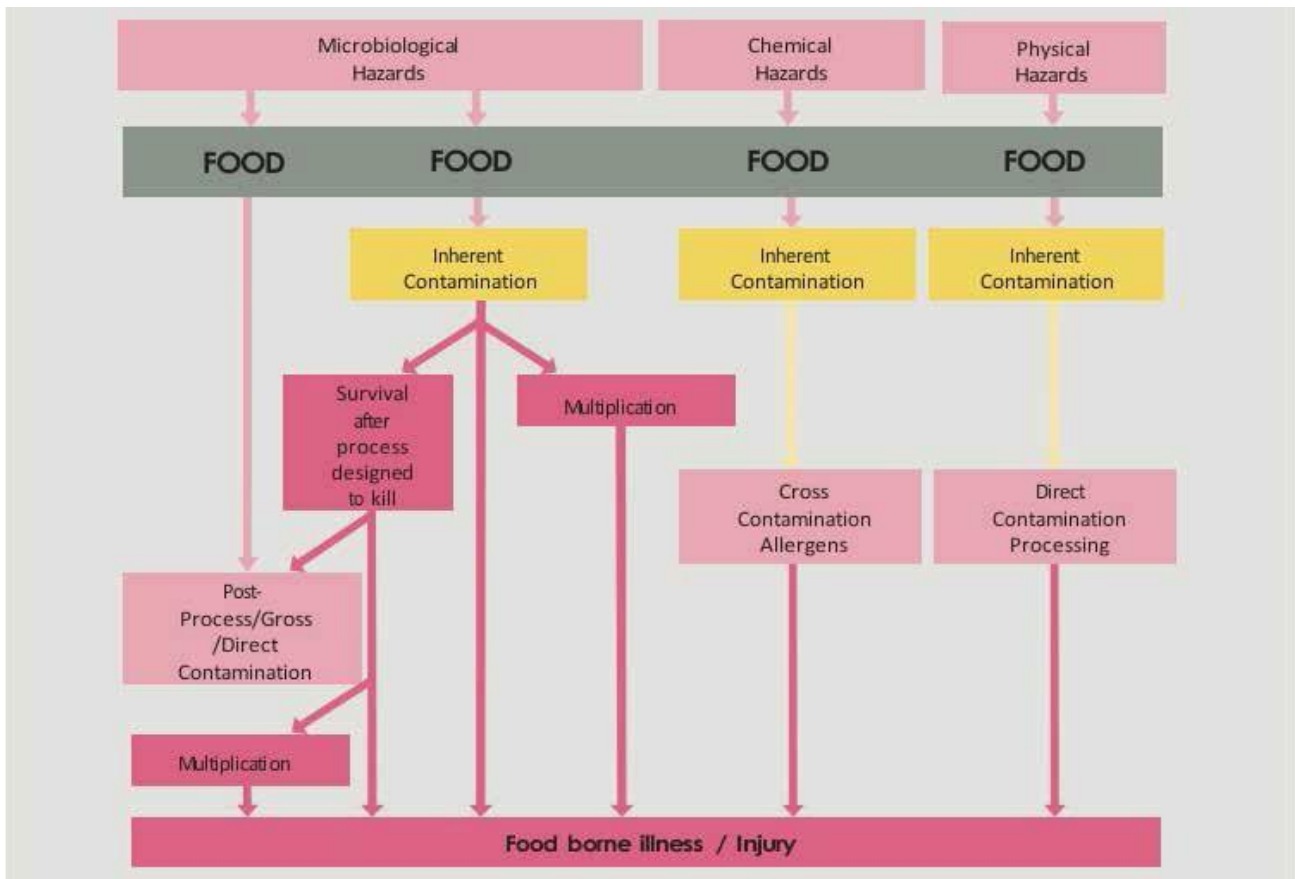 Microbiological
Hazards
Chemical
Hazards
Physical
Hazards
FOOD
FOOD
FOOD
FOOD
Inherent
Contamination
Inherent
Contamination
Inherent
Contamination
Survival
after
process
designed
to kill
Multiplication
Cross
Contamination
Allergens
Direct
Contamination
Processing
Post-
Process/Gross
/Direct
Contamination
Multiplication
Food borne illness / Injury